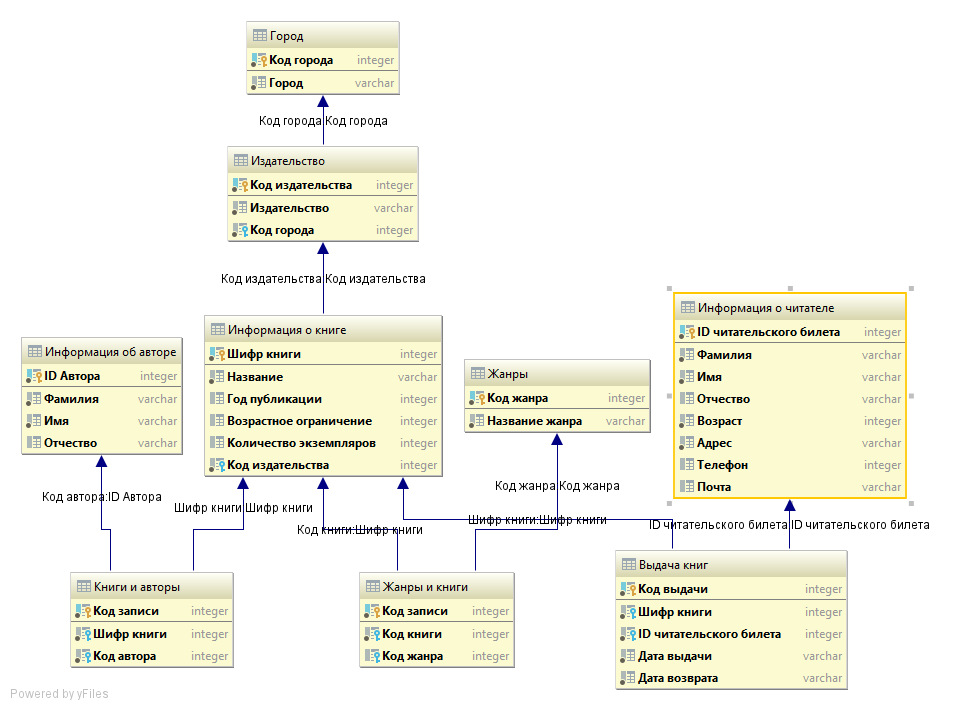 Город
Код города integer
Город varchar
Код города:Код города
Издательство
Код издательства integer
Издательство varchar
Код города integer
Код издательства:Код издательства
Информация о книге
Шифр книги integer
Название varchar
Год публикации integer
Возрастное ограничение integer
Количество экземпляров integer
Код издательства integer
Информация об авторе
ID Автора integer
Фамилия varchar
Имя varchar
Отчество varchar
Жанры
Код жанра integer
Название жанра varchar
Информация о читателе
ID читательского билета integer
Фамилия varchar
Имя varchar
Отчество varchar
Возраст integer
Адрес varchar
Телефон integer
Почта varchar
Код автора:ID Автора
Шифр книги:Шифр книги
Код книги:Шифр книги
Код жанра:Код жанра
Шифр книги:Шифр книги
ID читательского билета:ID читательского билета
Книги и авторы
Код записи integer
Шифр книги integer
Код автора integer
Жанры и книги
Код записи integer
Код книги integer
Код жанра integer
Выдача книг
Код выдачи integer
Шифр книги integer
ID читательского билета integer
Дата выдачи varchar
Дата возврата varchar
Powered by yFiles